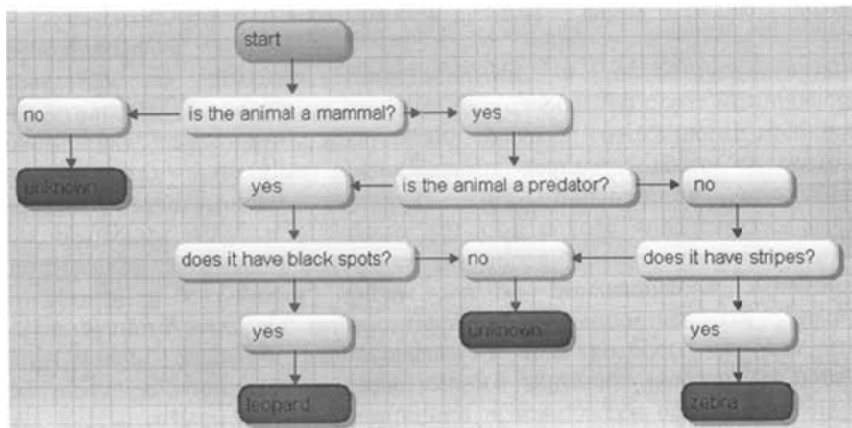 start
no
is the animal a mammal?
yes
unknown
yes
is the animal a predator?
no
does it have black spots?
no
does it have stripes?
yes
unknown
yes
leopard
zebra